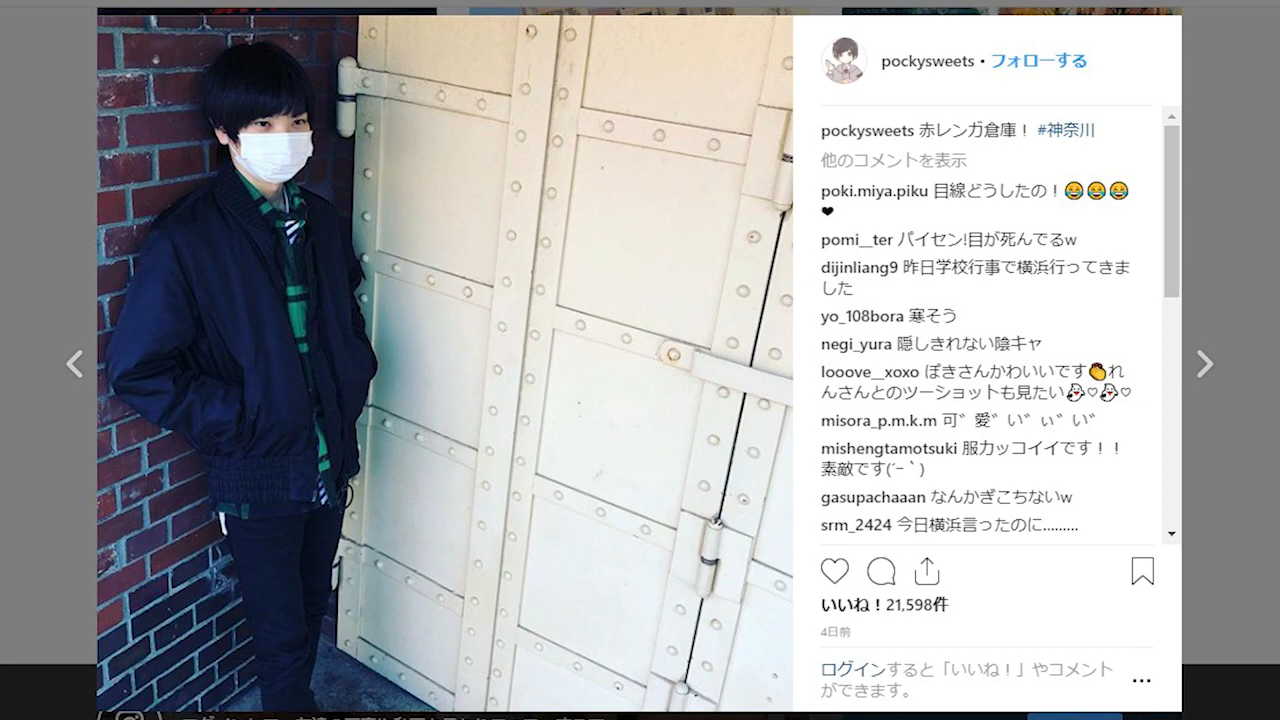 pockysweets • フォローする
pockysweets 赤レンガ倉庫！ #神奈川
他のコメントを表示
poki.miya.piku 目線どうしたの！😂😂😂
❤
pomi__ter パイセン!目が死んでるw
dijinliang9 昨日学校行事で横浜行ってきま
した
yo_108bora 寒そう
negi_yura 隠しきれない陰キャ
looove__xoxo ぽきさんかわいいです👏れ
んさんとのツーショットも見たい👻♡👻♡
misora_p.m.k.m 可゛愛゛い゛ぃ゛い゛
mishengtamotsuki 服カッコイイです！！
素敵です(´ｰ｀)
gasupachaaan なんかぎこちないw
srm_2424 今日横浜言ったのに.........
いいね！21,598件
4日前
ログインすると「いいね！」やコメント
ができます。